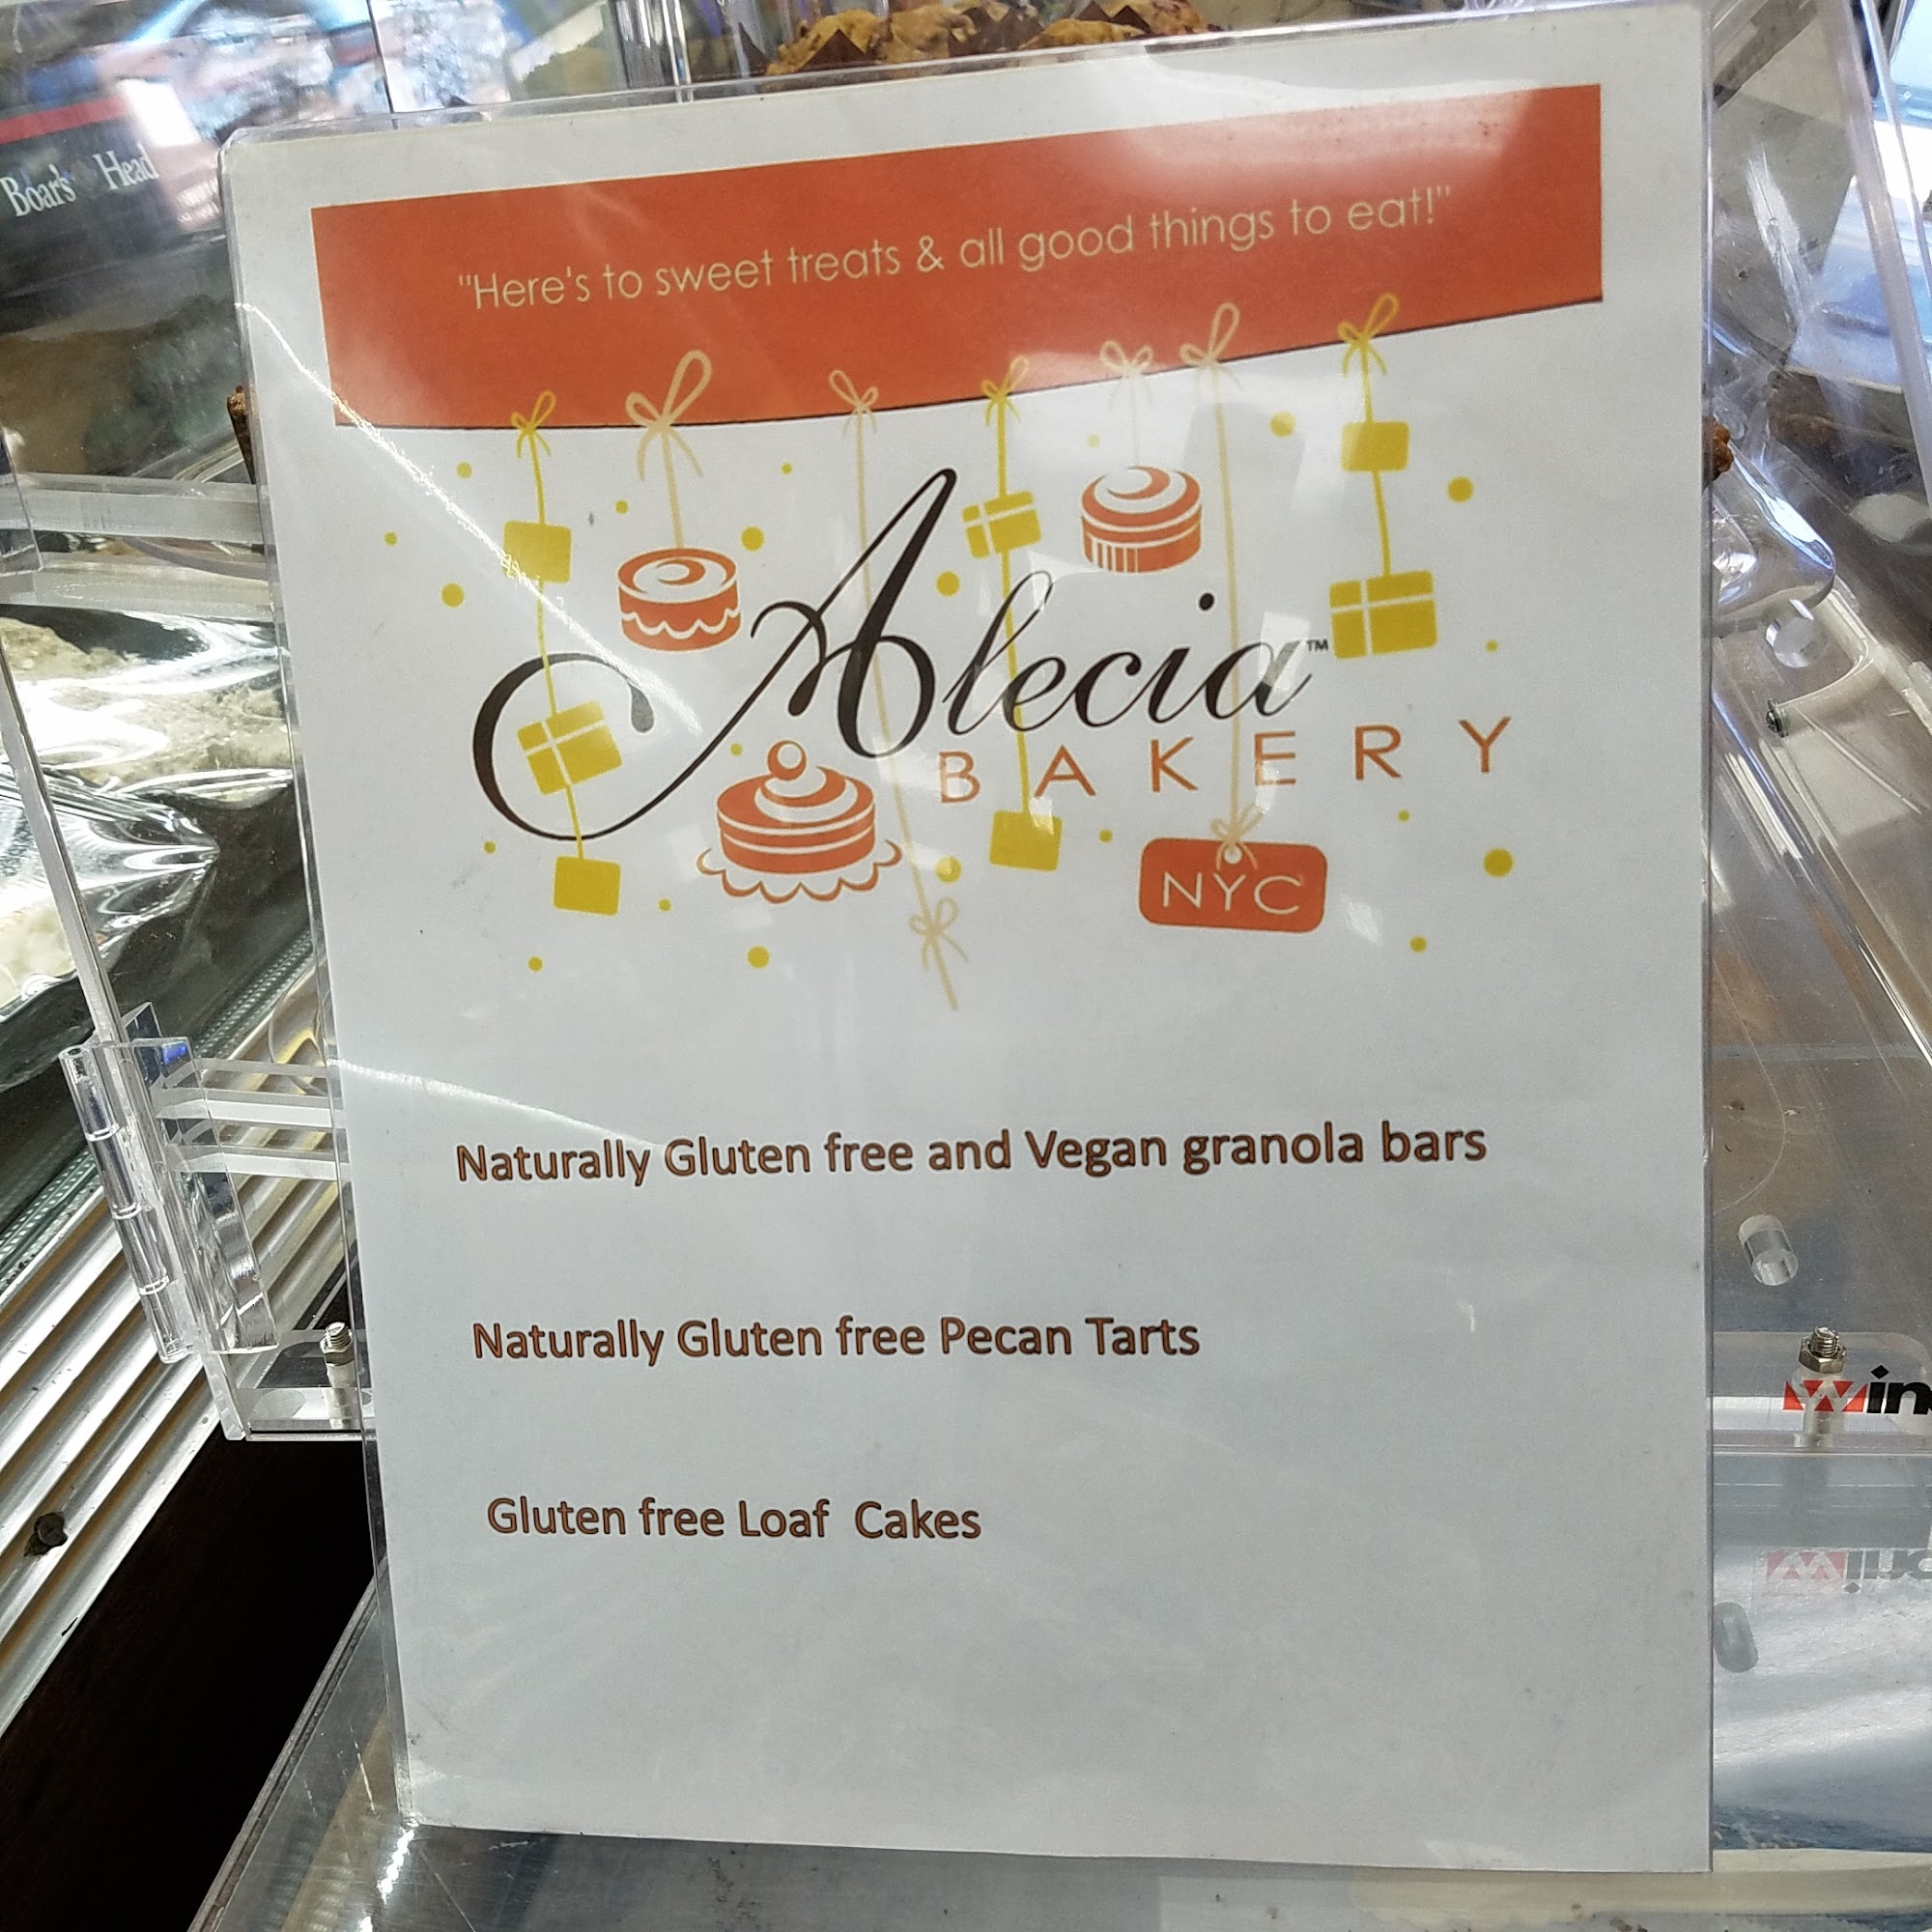 Boar's Head
"Here's to sweet treats & all good things to eat!"
Alecia™
BAKERY
NYC
Naturally Gluten free and Vegan granola bars
Naturally Gluten free Pecan Tarts
Gluten free Loaf Cakes